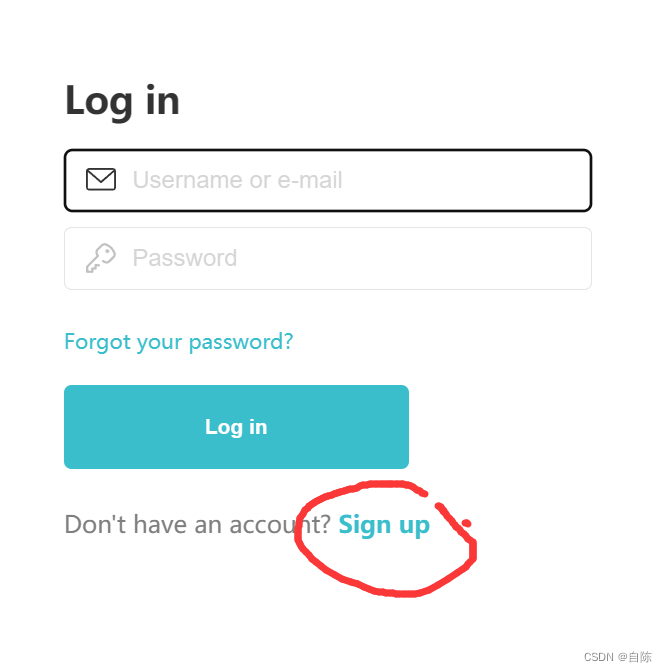 Log in
Username or e-mail
Password
Forgot your password?
Log in
Don't have an account? Sign up
CSDN @自陈